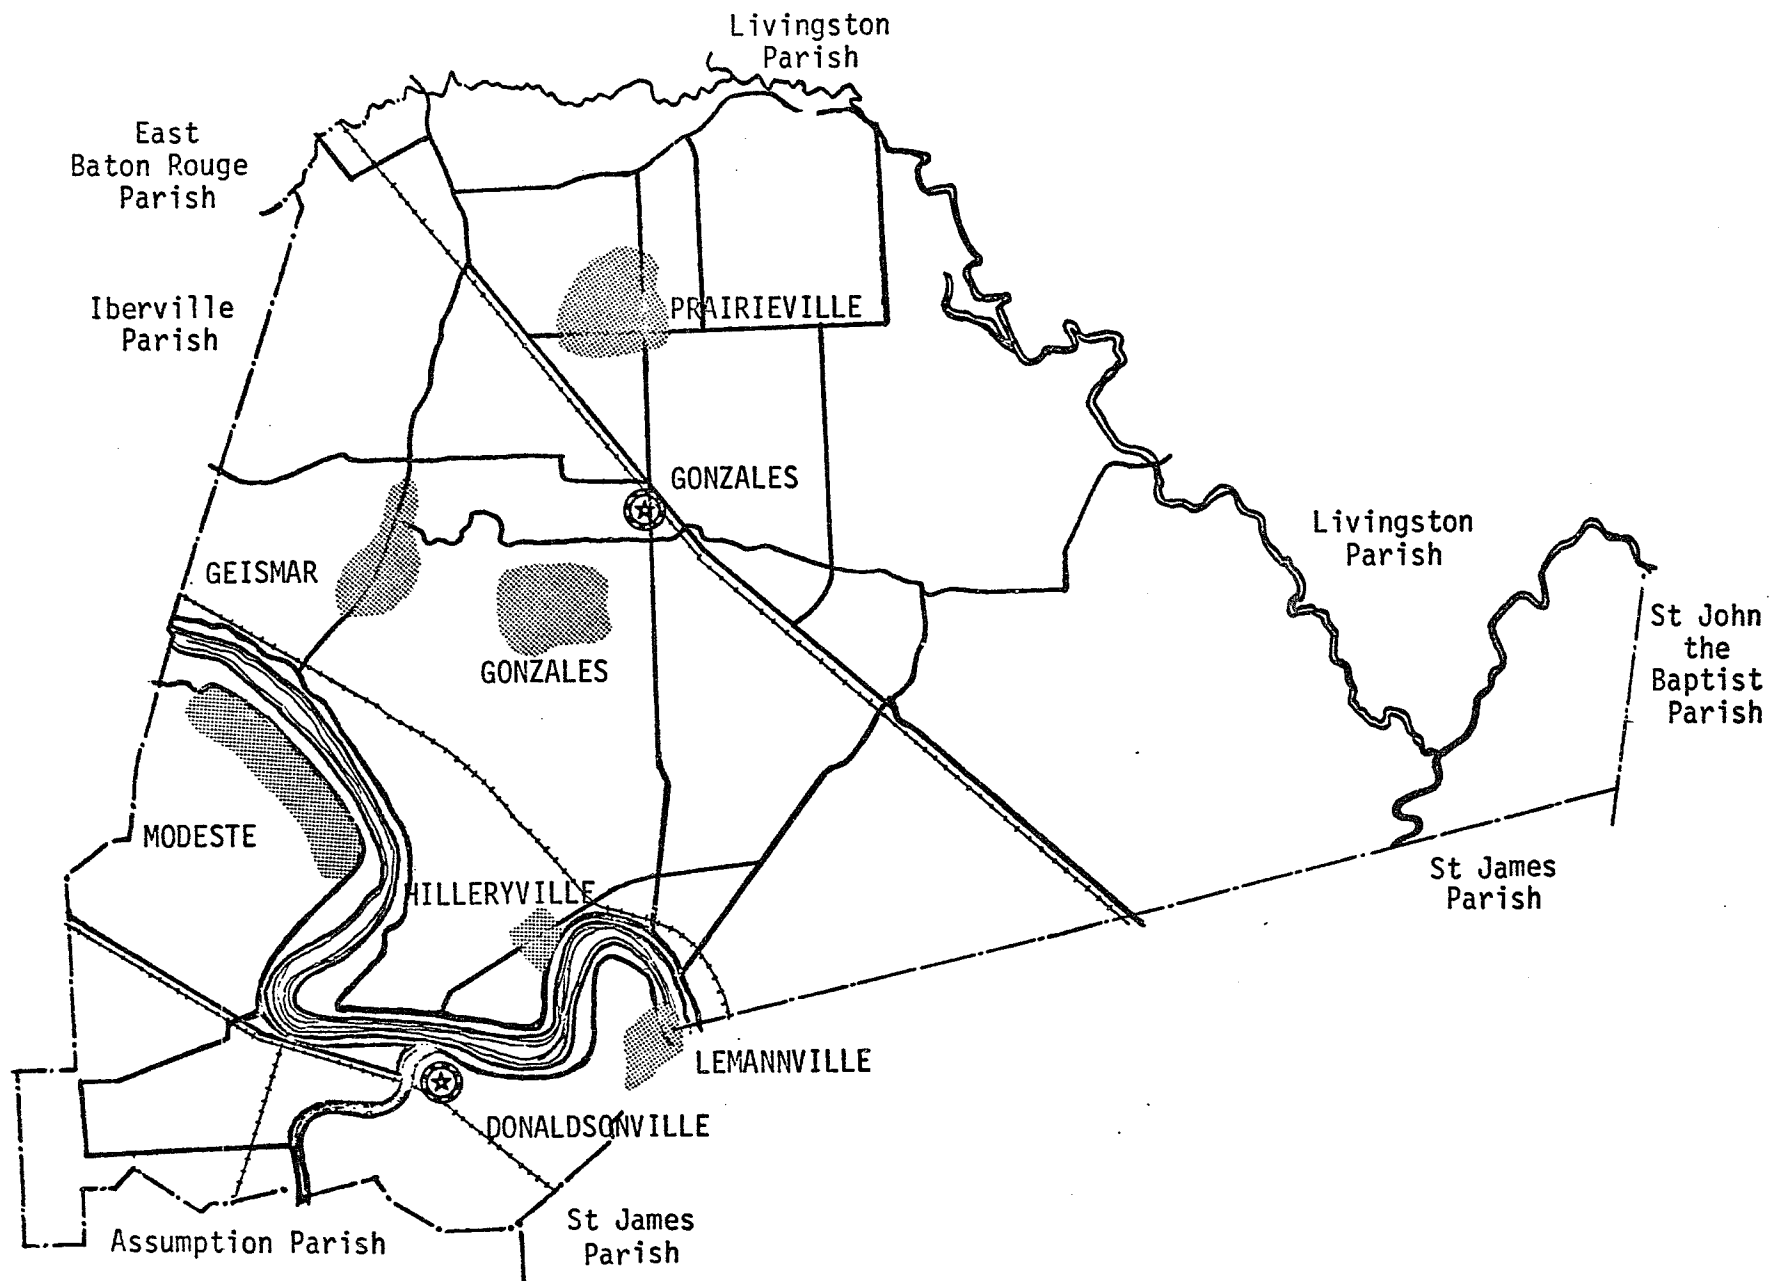 Livingston
Parish
East
Baton Rouge
Parish
Iberville
Parish
PRAIRIEVILLE
GONZALES
Livingston
Parish
GEISMAR
St John
the
Baptist
Parish
GONZALES
MODESTE
St James
Parish
HILLERYVILLE
LEMANNVILLE
DONALDSONVILLE
St James
Parish
Assumption Parish